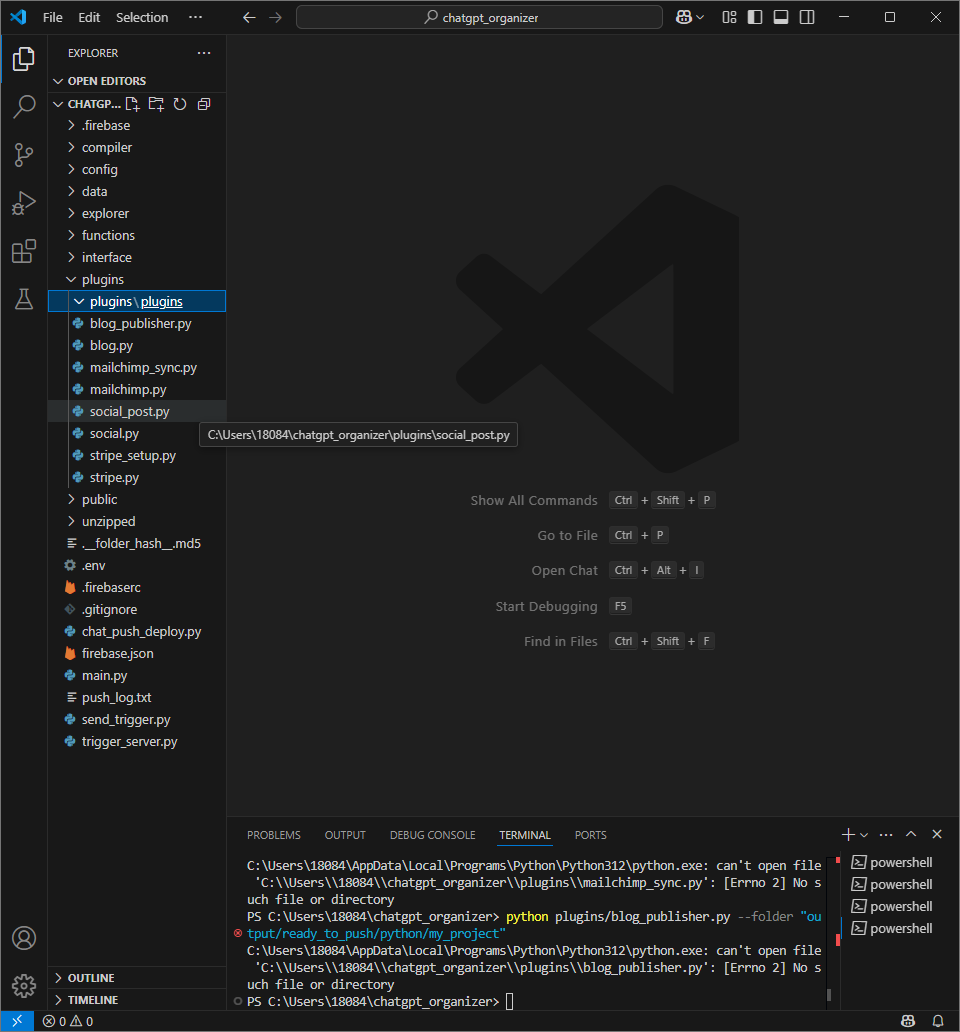 File Edit Selection ··· chatgpt_organizer
EXPLORER
OPEN EDITORS
CHATGP...
.firebase
compiler
config
data
explorer
functions
interface
plugins
plugins\plugins
blog_publisher.py
blog.py
mailchimp_sync.py
mailchimp.py
social_post.py
social.py
stripe_setup.py
stripe.py
public
unzipped
.__folder_hash__.md5
.env
.firebaserc
.gitignore
chat_push_deploy.py
firebase.json
main.py
push_log.txt
send_trigger.py
trigger_server.py
OUTLINE
TIMELINE
C:\Users\18084\chatgpt_organizer\plugins\social_post.py
Show All Commands Ctrl + Shift + P
Go to File Ctrl + P
Open Chat Ctrl + Alt + I
Start Debugging F5
Find in Files Ctrl + Shift + F
PROBLEMS OUTPUT DEBUG CONSOLE TERMINAL PORTS
C:\Users\18084\AppData\Local\Programs\Python\Python312\python.exe: can't open file
'C:\\Users\\18084\\chatgpt_organizer\\plugins\\mailchimp_sync.py': [Errno 2] No s
uch file or directory
PS C:\Users\18084\chatgpt_organizer> python plugins/blog_publisher.py --folder "ou
tput/ready_to_push/python/my_project"
C:\Users\18084\AppData\Local\Programs\Python\Python312\python.exe: can't open file
'C:\\Users\\18084\\chatgpt_organizer\\plugins\\blog_publisher.py': [Errno 2] No s
uch file or directory
PS C:\Users\18084\chatgpt_organizer>
powershell
powershell
powershell
powershell
0 0